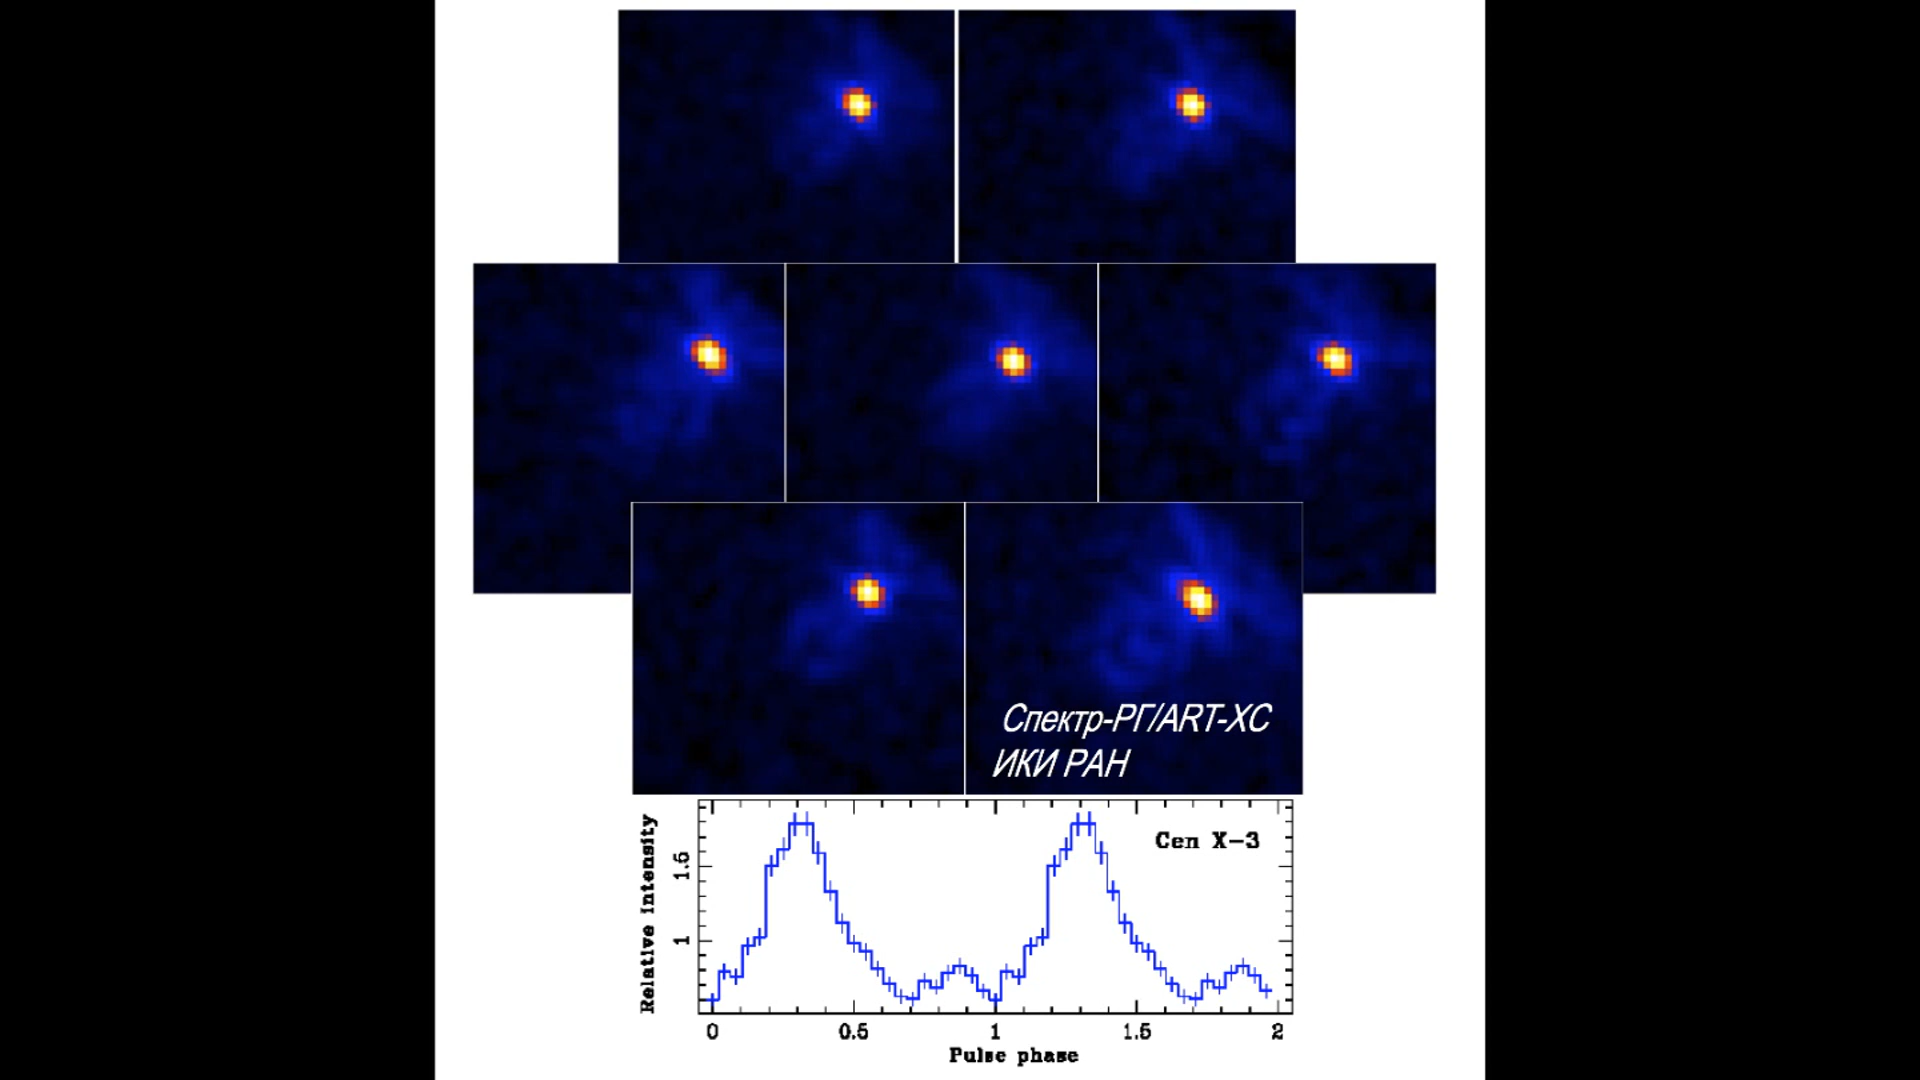 Спектр-РГ/ART-XC
ИКИ РАН
Cen X-3
Relative intensity
1.5
1
0 0.5 1 1.5 2
Pulse phase